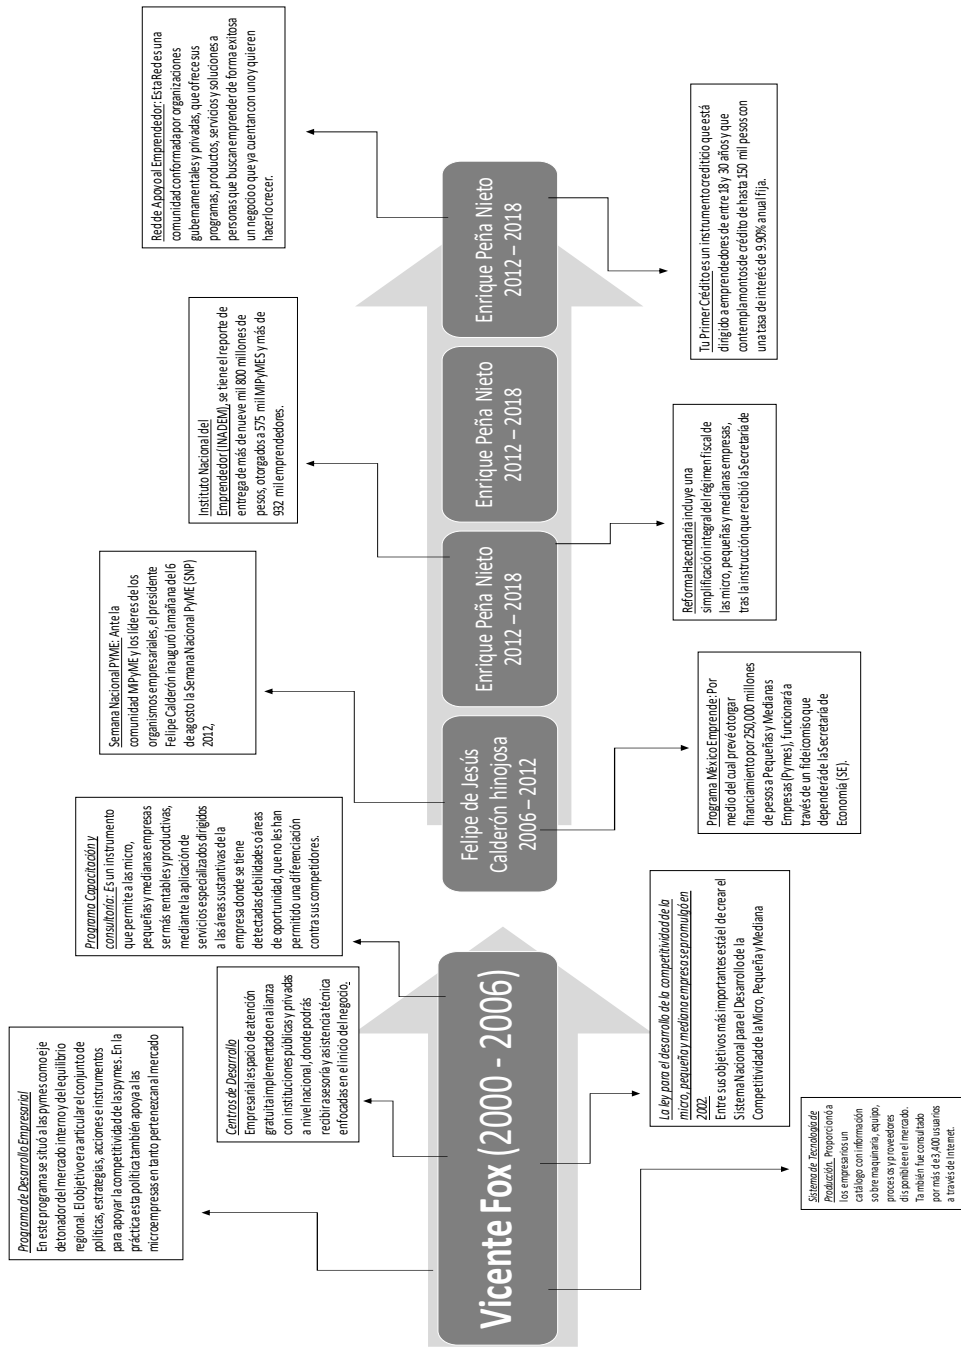 Programa de Desarrollo Empresarial
En este programa se situó a las pymes como eje
detonador del mercado interno y del equilibrio
regional. El objetivo era articular el conjunto de
políticas, estrategias, acciones e instrumentos
para apoyar la competitividad de las pymes. En la
práctica esta política también apoya a las
microempresas en tanto pertenezcan al mercado
Centros de Desarrollo
Empresarial: espacio de atención
gratuita implementado en alianza
con instituciones públicas y privadas
a nivel nacional, donde podrás
recibir asesoría y asistencia técnica
enfocadas en el inicio del negocio.
Programa Capacitación y
consultoría: Es un instrumento
que permite a las micro,
pequeñas y medianas empresas
ser más rentables y productivas,
mediante la aplicación de
servicios especializados dirigidos
a las áreas sustantivas de la
empresa donde se tiene
detectadas debilidades o áreas
de oportunidad, que no les han
permitido una diferenciación
contra sus competidores.
Semana Nacional PYME: Ante la
comunidad MiPyME y los líderes de los
organismos empresariales, el presidente
Felipe Calderón inauguró la mañana del 6
de agosto la Semana Nacional PyME (SNP)
2012,
Instituto Nacional del
Emprendedor (INADEM), se tiene el reporte de
entrega de más de nueve mil 800 millones de
pesos, otorgados a 575 mil MIPyMES y más de
932 mil emprendedores.
Red de Apoyo al Emprendedor: Esta Red es una
comunidad conformada por organizaciones
gubernamentales y privadas, que ofrece sus
programas, productos, servicios y soluciones a
personas que buscan emprender de forma exitosa
un negocio o que ya cuentan con uno y quieren
hacerlo crecer.
Vicente Fox (2000 - 2006)
Felipe de Jesús
Calderón hinojosa
2006 – 2012
Enrique Peña Nieto
2012 – 2018
Enrique Peña Nieto
2012 – 2018
Enrique Peña Nieto
2012 – 2018
Sistema de Tecnología de
Producción. Proporcionó a
los empresarios un
catálogo con información
sobre maquinaria, equipo,
procesos y proveedores
disponible en el mercado.
También fue consultado
por más de 3,400 usuarios
a través de Internet.
La ley para el desarrollo de la competitividad de la
micro, pequeña y mediana empresa se promulgó en
2002.
Entre sus objetivos más importantes está el de crear el
Sistema Nacional para el Desarrollo de la
Competitividad de la Micro, Pequeña y Mediana
Programa México Emprende: Por
medio del cual prevé otorgar
financiamiento por 250,000 millones
de pesos a Pequeñas y Medianas
Empresas (Pymes), funcionará a
través de un fideicomiso que
dependerá de la Secretaría de
Economía (SE).
Reforma Hacendaria incluye una
simplificación integral del régimen fiscal de
las micro, pequeñas y medianas empresas,
tras la instrucción que recibió la Secretaría de
Tu Primer Crédito es un instrumento crediticio que está
dirigido a emprendedores de entre 18 y 30 años y que
contempla montos de crédito de hasta 150 mil pesos con
una tasa de interés de 9.90% anual fija.